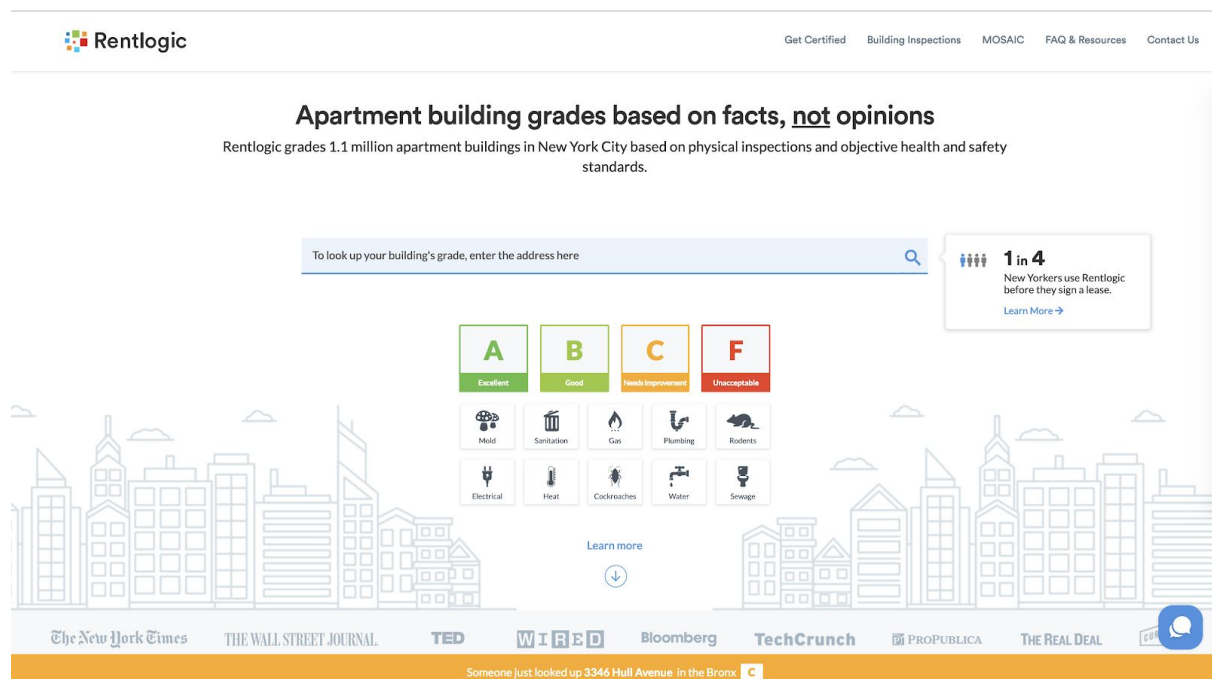 Rentlogic
Get Certified Building Inspections MOSAIC FAQ & Resources Contact Us
Apartment building grades based on facts, not opinions
Rentlogic grades 1.1 million apartment buildings in New York City based on physical inspections and objective health and safety
standards.
To look up your building's grade, enter the address here
1 in 4
New Yorkers use Rentlogic
before they sign a lease.
Learn More
A B C F
Excellent Good Needs Improvement Unacceptable
Mold Sanitation Gas Plumbing Rodents
Electrical Heat Cockroaches Water Sewage
Learn more
The New York Times THE WALL STREET JOURNAL. TED WIRED Bloomberg TechCrunch PROPUBLICA THE REAL DEAL
Someone just looked up 3346 Hull Avenue in the Bronx C